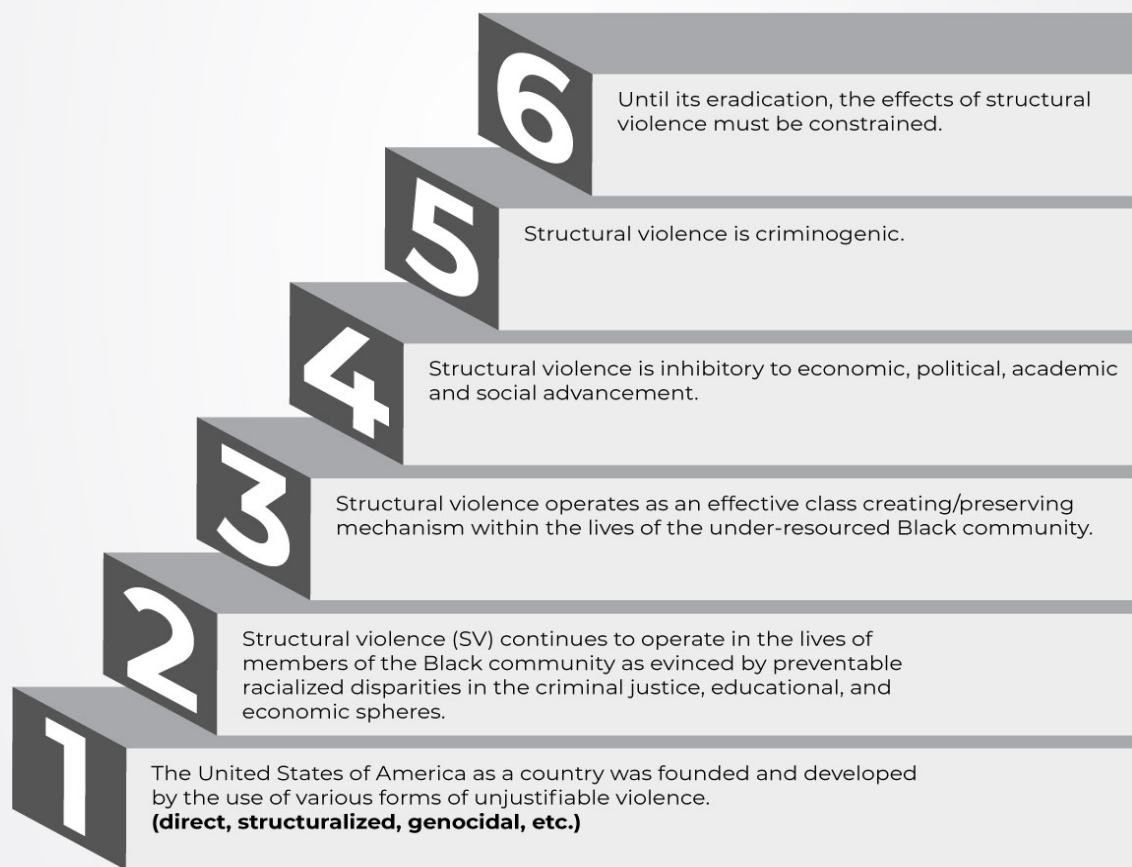 6
Until its eradication, the effects of structural
violence must be constrained.
5
Structural violence is criminogenic.
4
Structural violence is inhibitory to economic, political, academic
and social advancement.
3
Structural violence operates as an effective class creating/preserving
mechanism within the lives of the under-resourced Black community.
2
Structural violence (SV) continues to operate in the lives of
members of the Black community as evinced by preventable
racialized disparities in the criminal justice, educational, and
economic spheres.
1
The United States of America as a country was founded and developed
by the use of various forms of unjustifiable violence.
(direct, structuralized, genocidal, etc.)